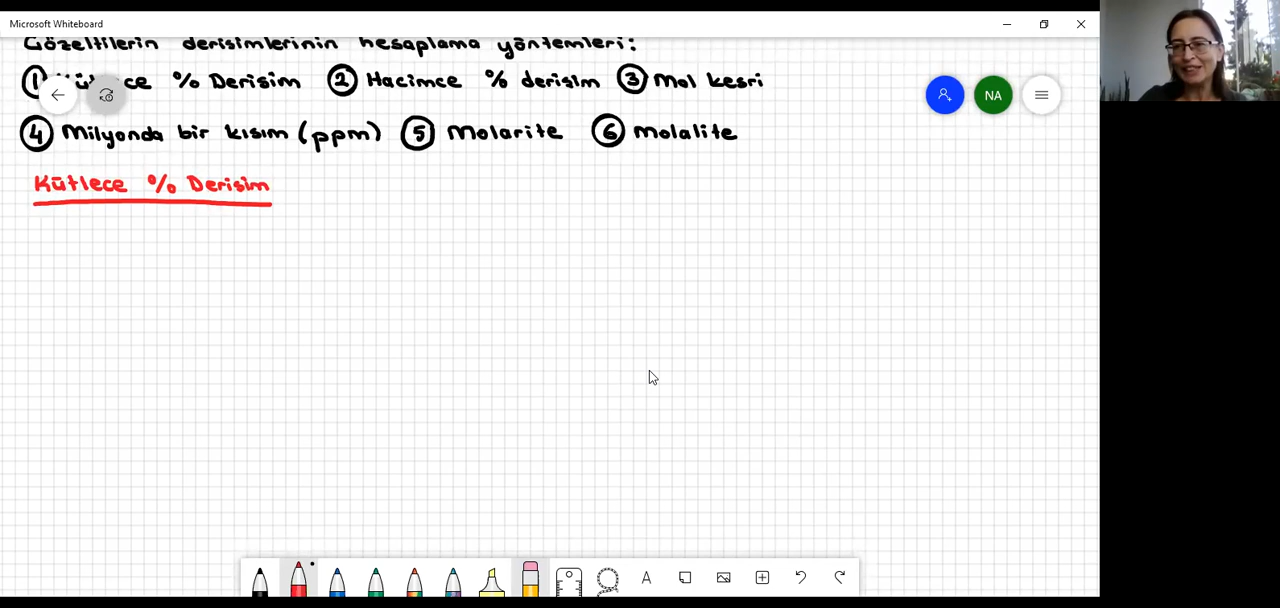 Microsoft Whiteboard
Çözeltilerin derisimlerinin hesaplama yöntemleri:
1 ce % Derisim 2 Hacimce % derisim 3 Mol kesri
NA
4 Milyonda bir kısım (ppm) 5 Molarite 6 molalite
Kütlece % Derisim
A